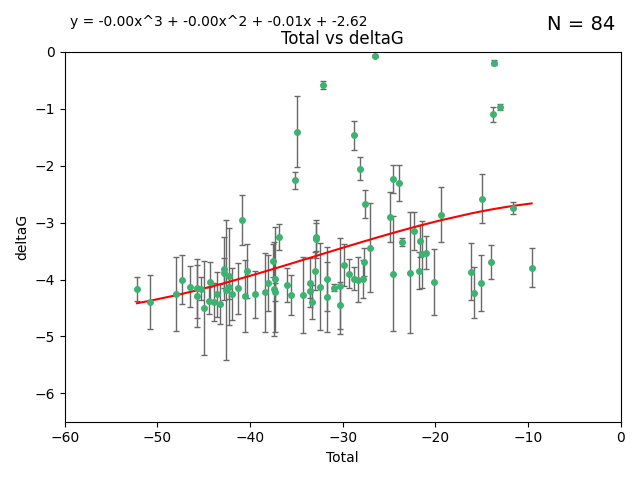 y = -0.00x^3 + -0.00x^2 + -0.01x + -2.62
N = 84
Total vs deltaG
0
−1
−2
−3
−4
−5
−6
deltaG
−60 −50 −40 −30 −20 −10 0
Total